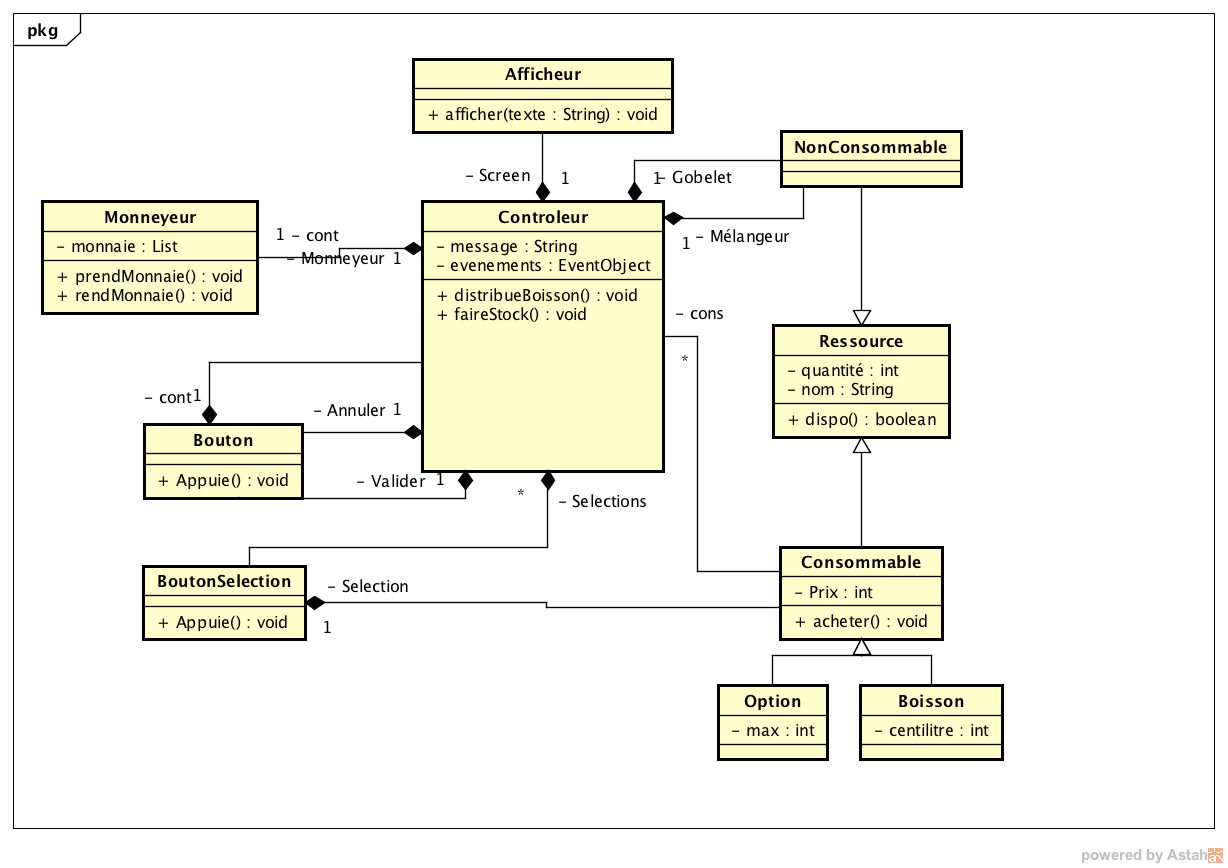 pkg
Afficheur
+ afficher(texte : String) : void
NonConsommable
- Screen
1
1
- Gobelet
Monneyeur
- monnaie : List
+ prendMonnaie() : void
+ rendMonnaie() : void
1
- cont
- Monneyeur
1
Controleur
- message : String
- evenements : EventObject
+ distribueBoisson() : void
+ faireStock() : void
1
- Mélangeur
- cons
*
Ressource
- quantité : int
- nom : String
+ dispo() : boolean
- cont
1
- Annuler
1
Bouton
+ Appuie() : void
- Valider
1
*
- Selections
BoutonSelection
+ Appuie() : void
- Selection
1
Consommable
- Prix : int
+ acheter() : void
Option
- max : int
Boisson
- centilitre : int
powered by Astah